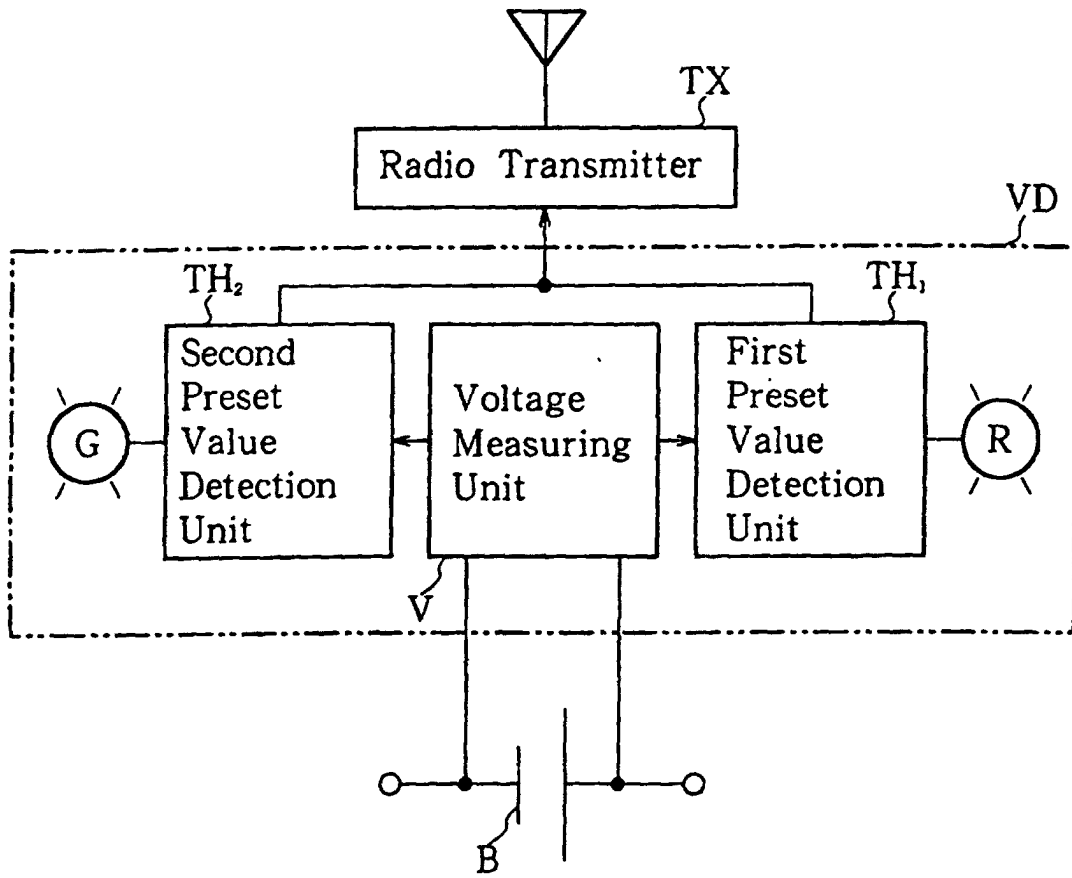 TX
Radio Transmitter
VD
TH₂
TH₁
Second
Preset
Value
Detection
Unit
Voltage
Measuring
Unit
First
Preset
Value
Detection
Unit
G
R
V
B